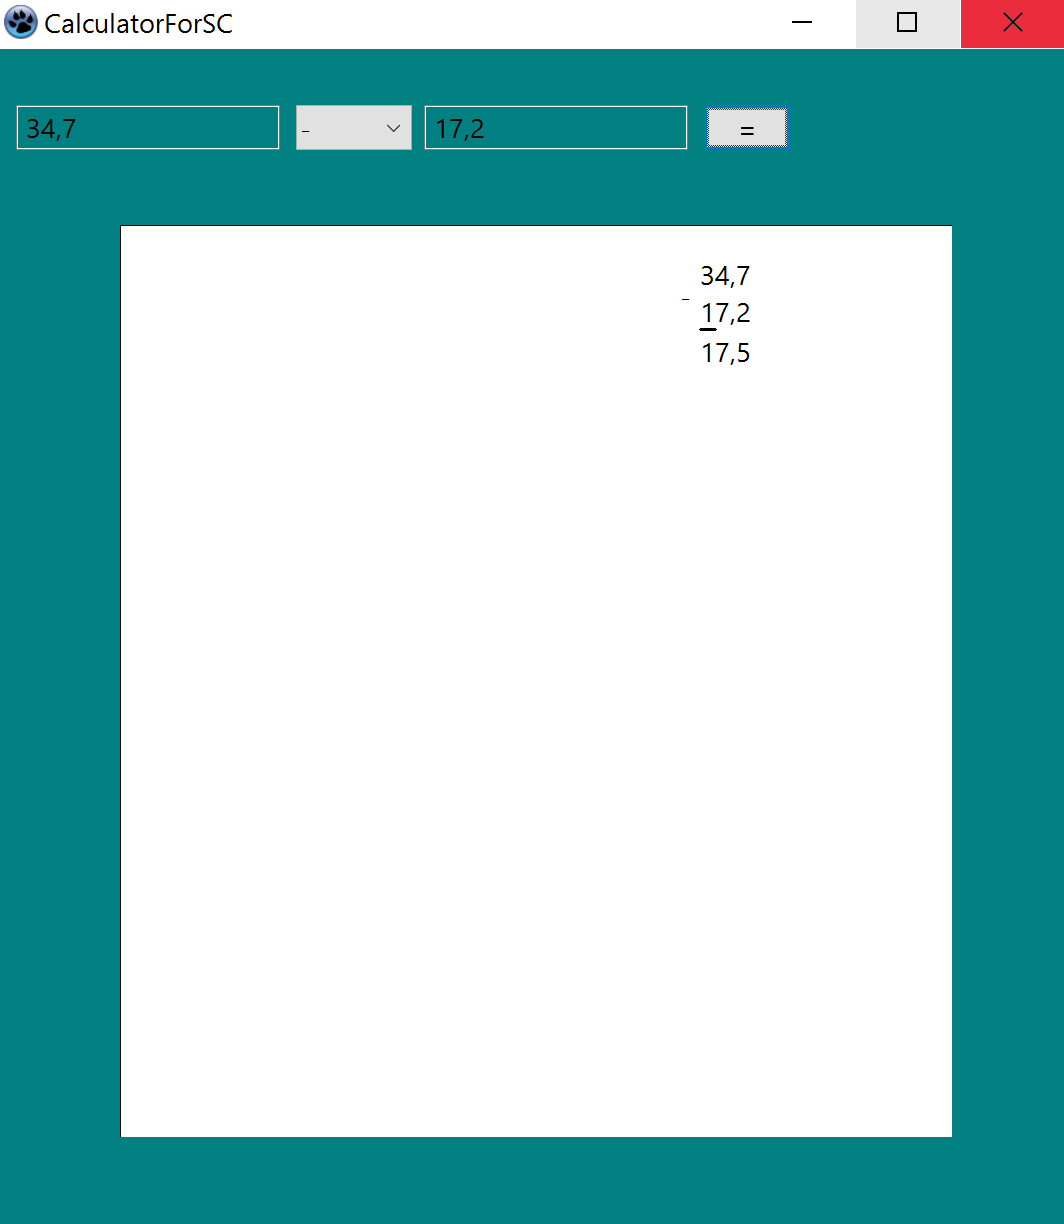 CalculatorForSC
34,7 - 17,2 =
34,7
-
17,2
17,5